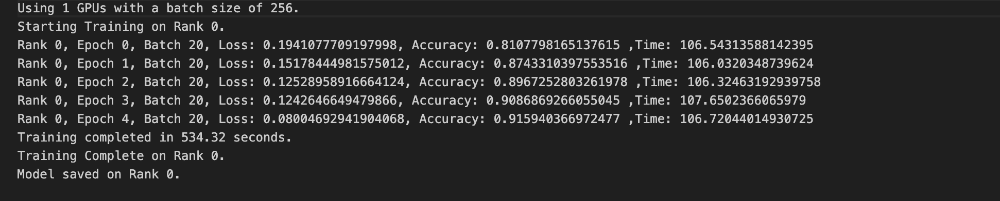 Using 1 GPUs with a batch size of 256.
Starting Training on Rank 0.
Rank 0, Epoch 0, Batch 20, Loss: 0.1941077709197998, Accuracy: 0.8107798165137615 ,Time: 106.54313588142395
Rank 0, Epoch 1, Batch 20, Loss: 0.15178444981575012, Accuracy: 0.8743310397553516 ,Time: 106.0320348739624
Rank 0, Epoch 2, Batch 20, Loss: 0.12528958916664124, Accuracy: 0.8967252803261978 ,Time: 106.32463192939758
Rank 0, Epoch 3, Batch 20, Loss: 0.1242646649479866, Accuracy: 0.9086869266055045 ,Time: 107.6502366065979
Rank 0, Epoch 4, Batch 20, Loss: 0.08004692941904068, Accuracy: 0.915940366972477 ,Time: 106.72044014930725
Training completed in 534.32 seconds.
Training Complete on Rank 0.
Model saved on Rank 0.